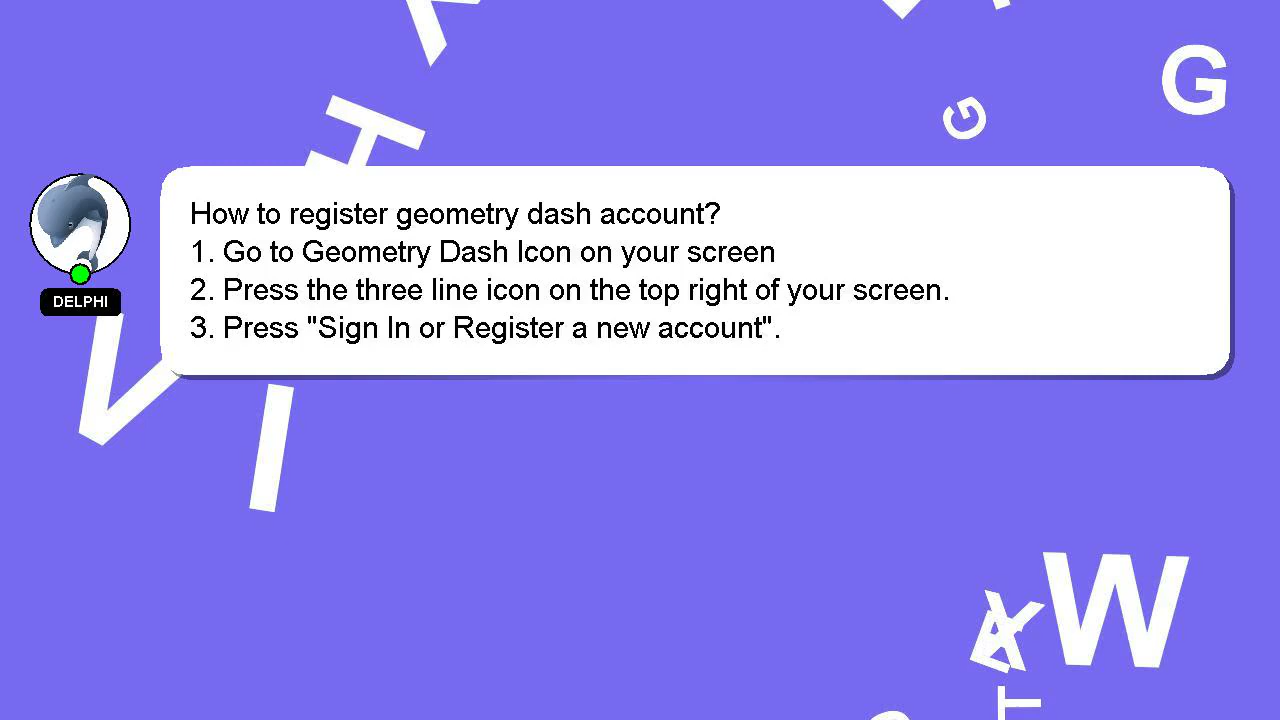 How to register geometry dash account?
1. Go to Geometry Dash Icon on your screen
2. Press the three line icon on the top right of your screen.
3. Press "Sign In or Register a new account".
DELPHI
G
G
H
V
I
W
X
A
T